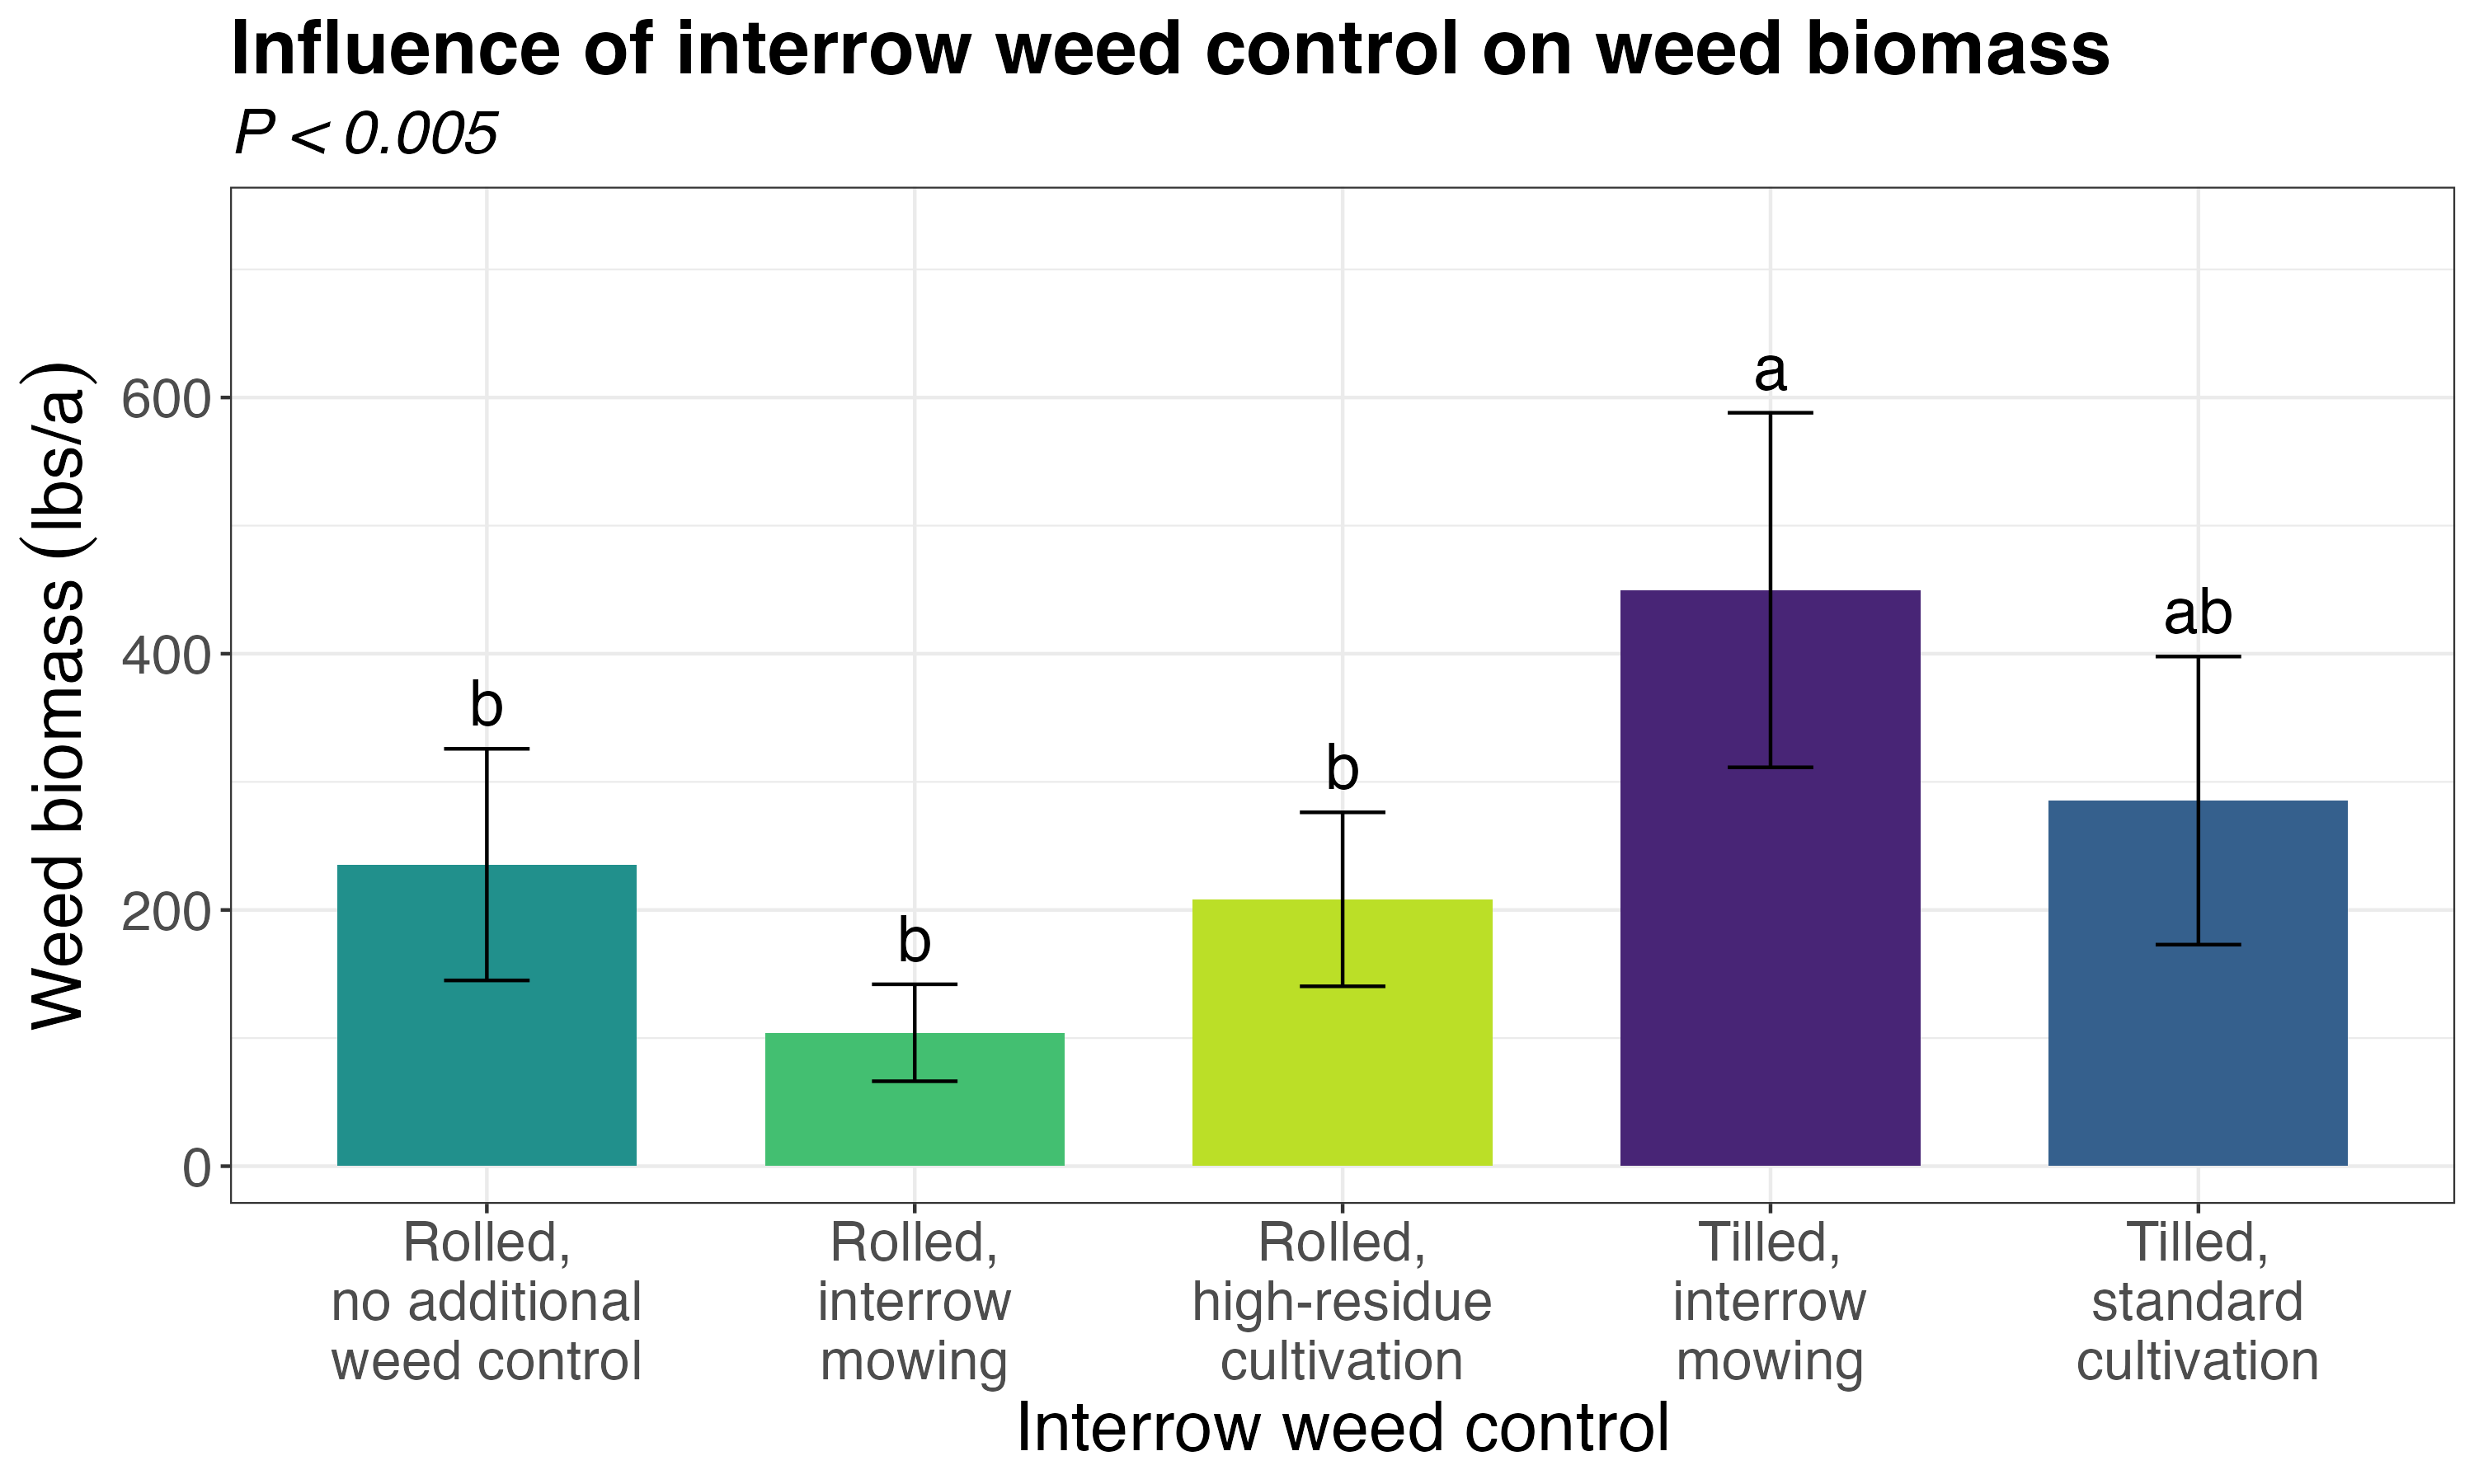 Influence of interrow weed control on weed biomass
P < 0.005
Weed biomass (lbs/a)
600
400
200
0
a
ab
b
b
b
Rolled,
no additional
weed control
Rolled,
interrow
mowing
Rolled,
high-residue
cultivation
Tilled,
interrow
mowing
Tilled,
standard
cultivation
Interrow weed control